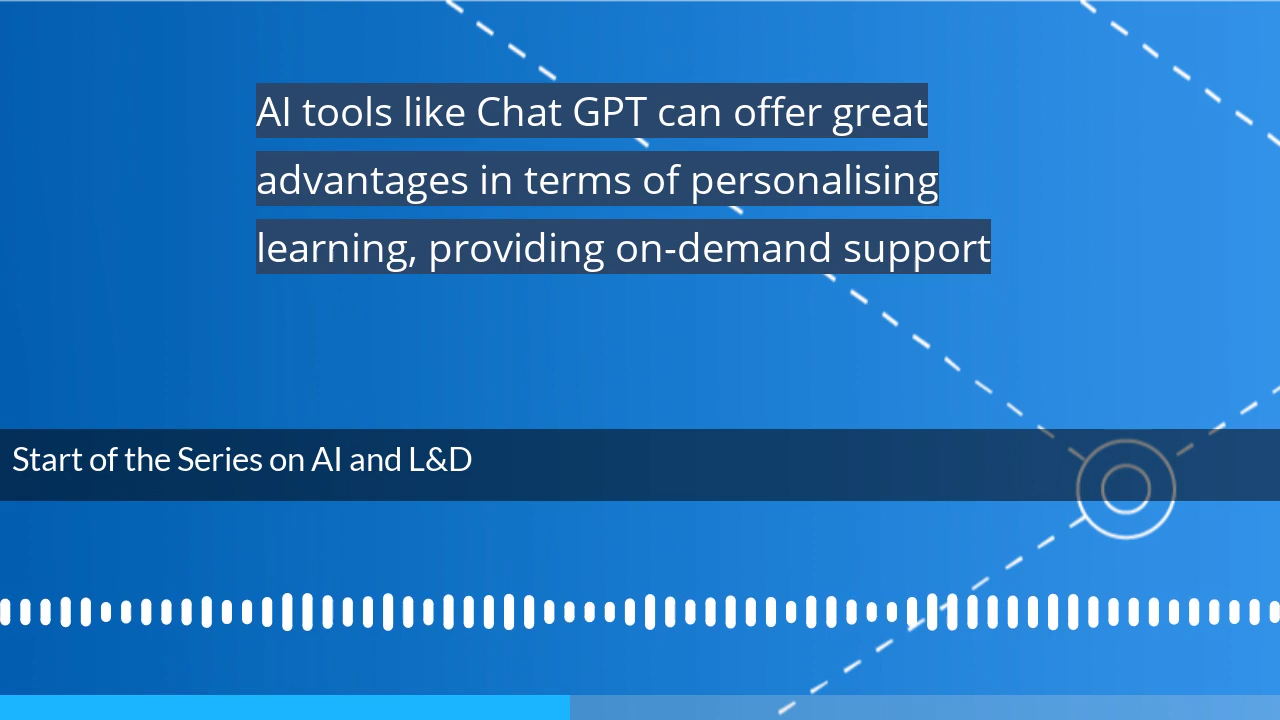 AI tools like Chat GPT can offer great
advantages in terms of personalising
learning, providing on-demand support
Start of the Series on AI and L&D